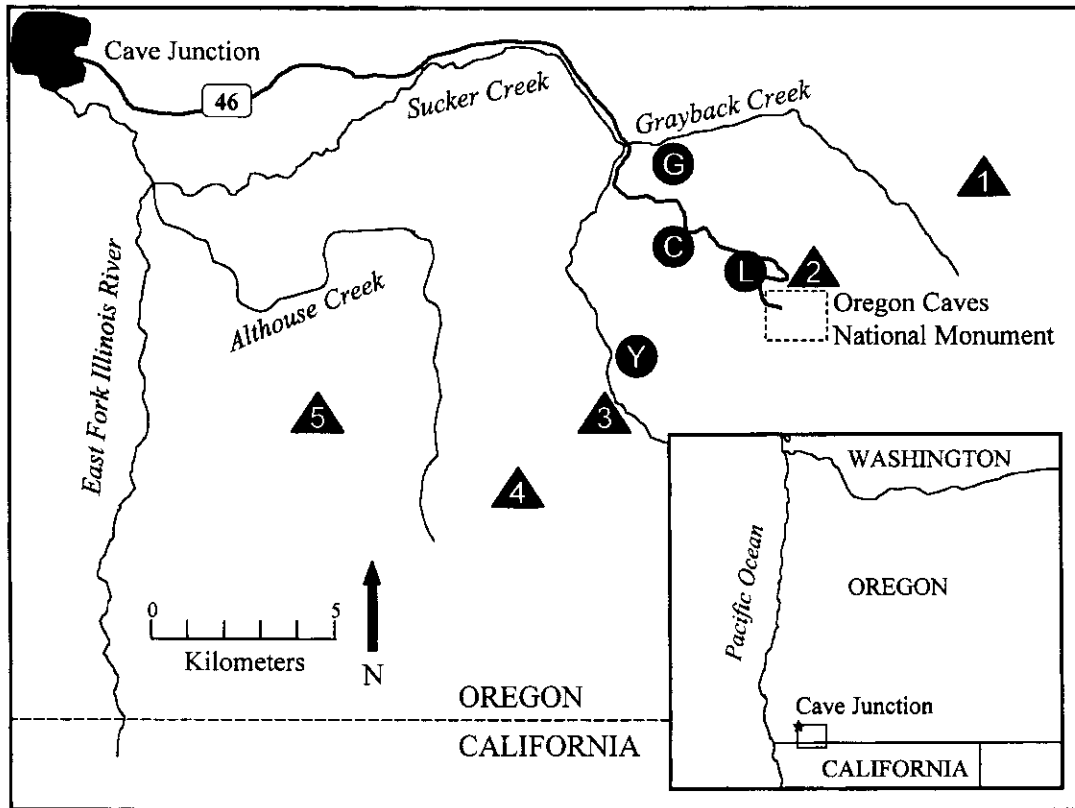 Cave Junction
46
Sucker Creek
Grayback Creek
G
1
C
L
2
Oregon Caves
National Monument
East Fork Illinois River
Althouse Creek
Y
5
3
4
0
5
Kilometers
N
OREGON
CALIFORNIA
WASHINGTON
Pacific Ocean
OREGON
Cave Junction
CALIFORNIA